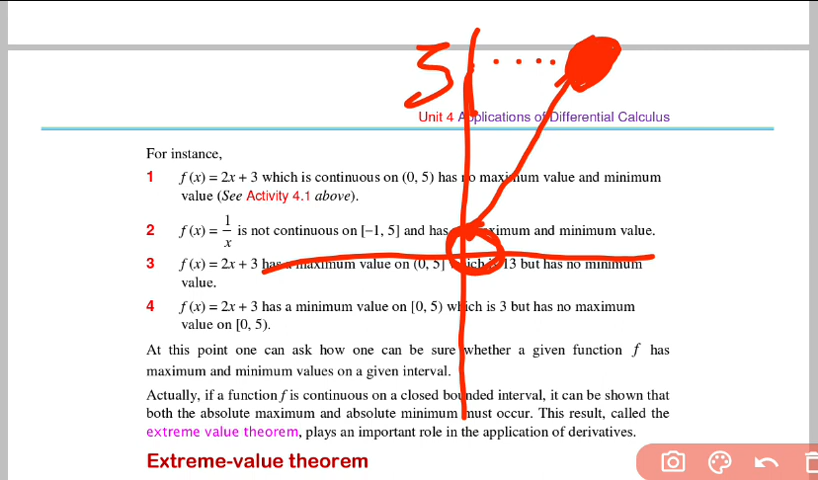 5
Unit 4 Applications of Differential Calculus
For instance,
1 f (x) = 2x + 3 which is continuous on (0, 5) has no maximum value and minimum
value (See Activity 4.1 above).
2 f (x) = 1/x is not continuous on [−1, 5] and has maximum and minimum value.
3 f (x) = 2x + 3 has a maximum value on (0, 5] which is 13 but has no minimum
value.
4 f (x) = 2x + 3 has a minimum value on [0, 5) which is 3 but has no maximum
value on [0, 5).
At this point one can ask how one can be sure whether a given function f has
maximum and minimum values on a given interval.
Actually, if a function f is continuous on a closed bounded interval, it can be shown that
both the absolute maximum and absolute minimum must occur. This result, called the
extreme value theorem, plays an important role in the application of derivatives.
Extreme-value theorem